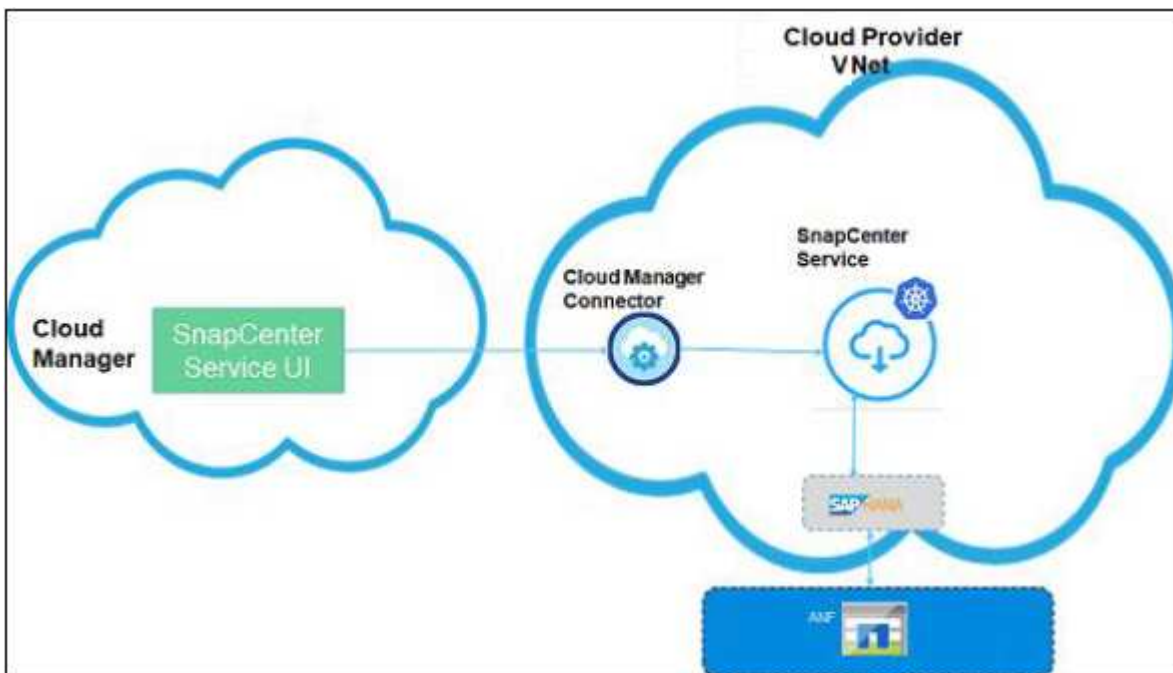 Cloud Provider
VNet
SnapCenter
Service
Cloud Manager
Connector
Cloud
Manager
SnapCenter
Service UI
SAP HANA
ANF